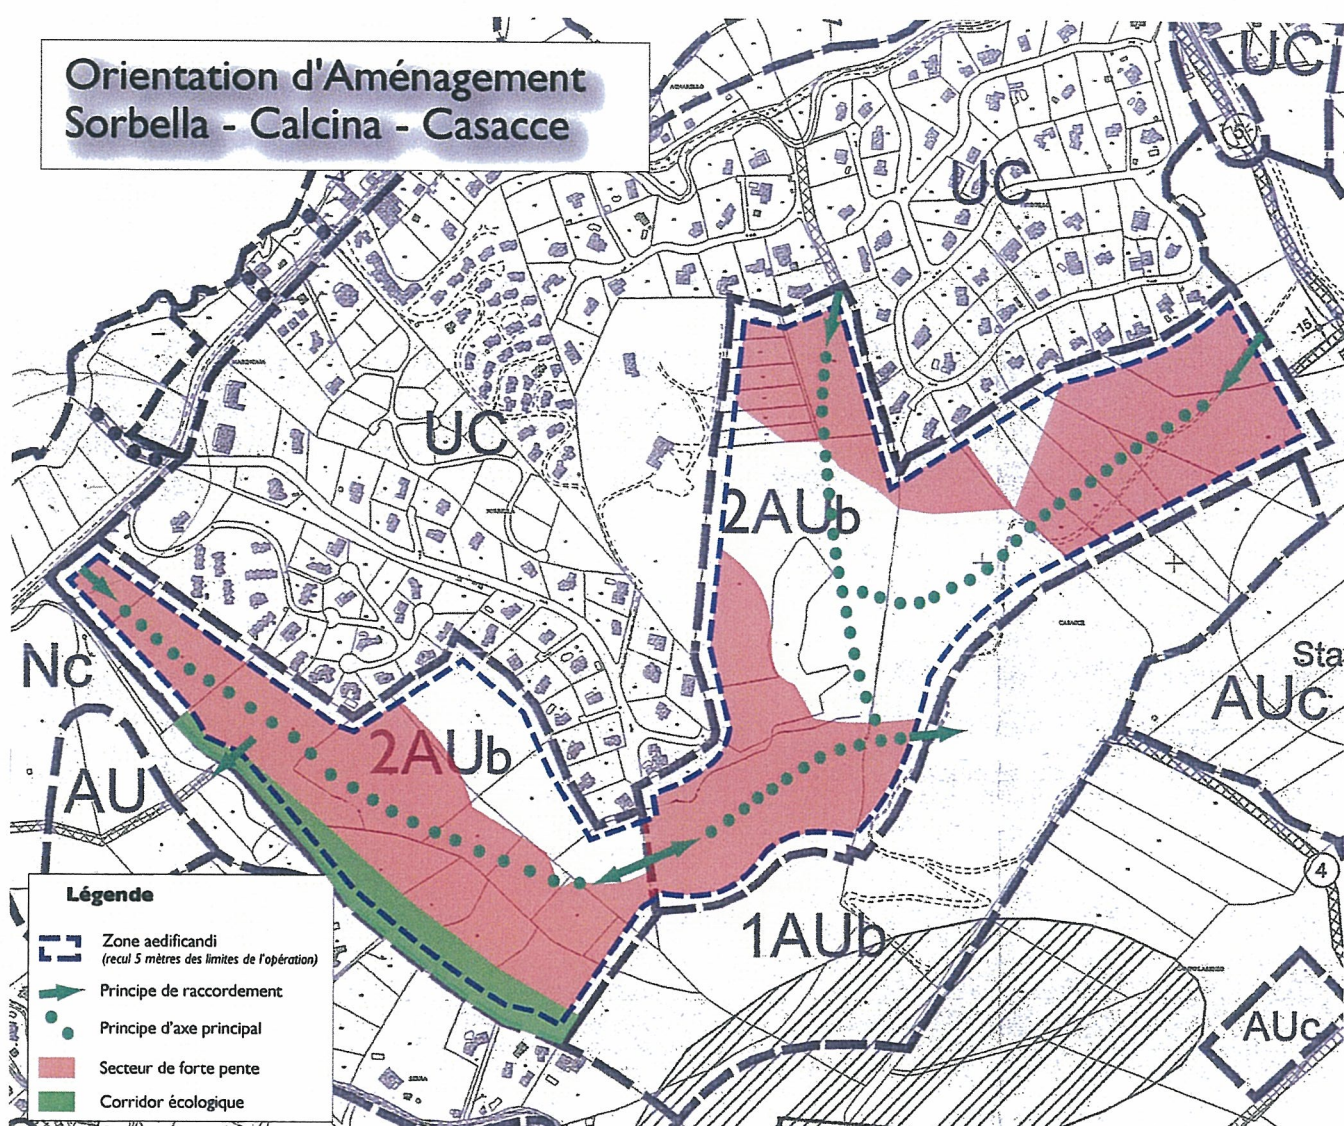 Orientation d'Aménagement
Sorbella - Calcina - Casacce
UC
5
UC
15
UC
2AUb
CASACCE
Nc
Sta
AUc
2AUb
AU
4
1AUb
AUc
Légende
Zone aedificandi
(recul 5 mètres des limites de l'opération)
Principe de raccordement
Principe d'axe principal
Secteur de forte pente
Corridor écologique